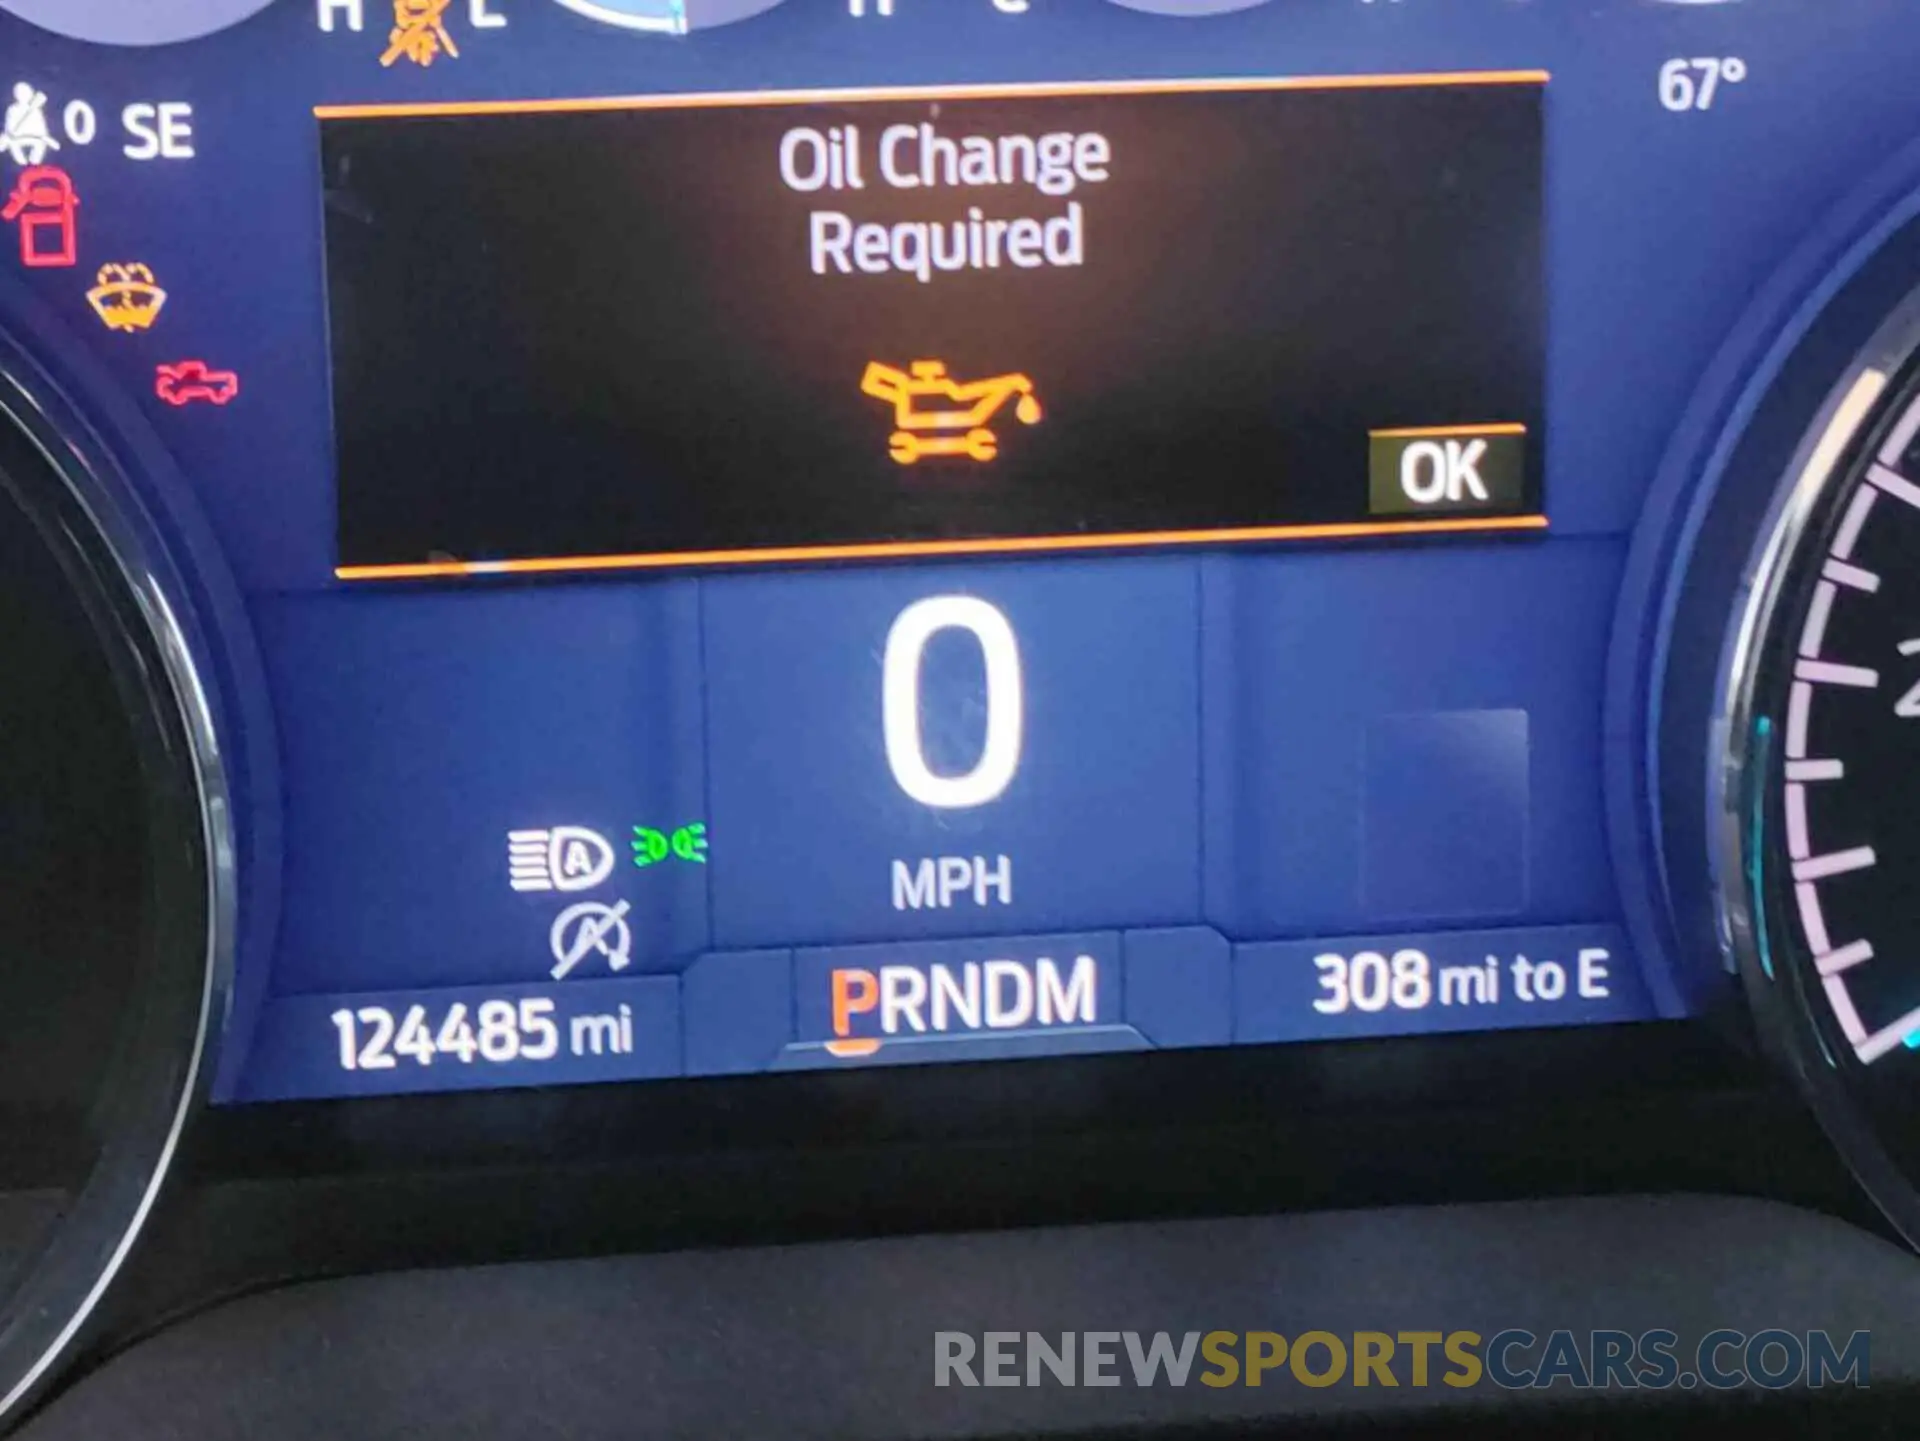 0 SE
67°
Oil Change
Required
OK
0
MPH
A
A
124485 mi
PRNDM
308 mi to E
RENEWSPORTSCARS.COM